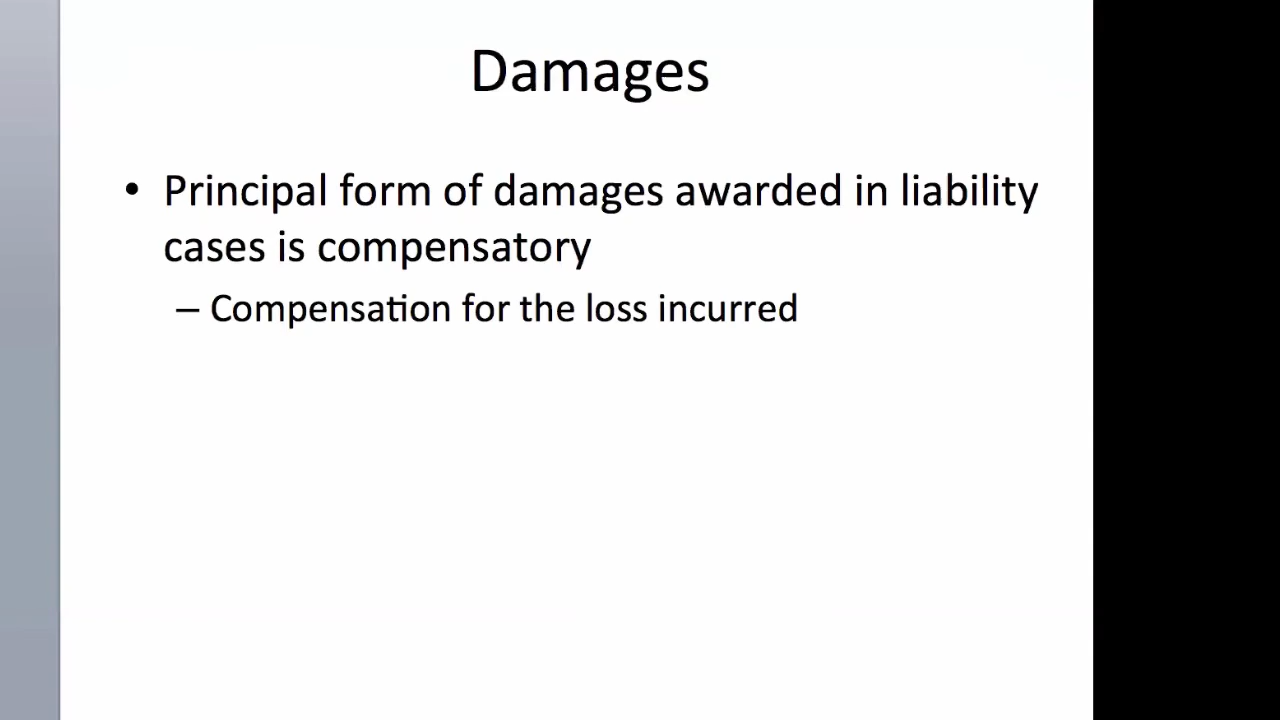 Damages
• Principal form of damages awarded in liability
cases is compensatory
– Compensation for the loss incurred